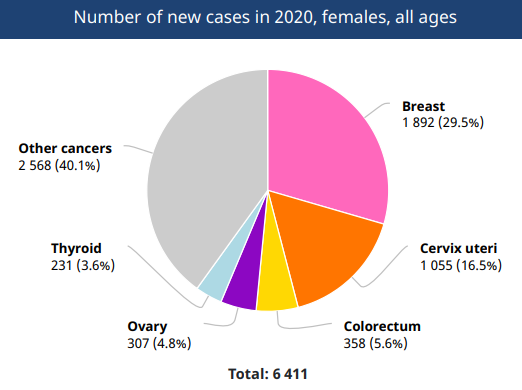 Number of new cases in 2020, females, all ages
Breast
1 892 (29.5%)
Other cancers
2 568 (40.1%)
Thyroid
231 (3.6%)
Cervix uteri
1 055 (16.5%)
Ovary
307 (4.8%)
Colorectum
358 (5.6%)
Total: 6 411